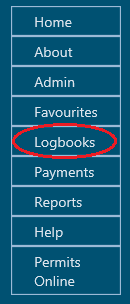 Home
About
Admin
Favourites
Logbooks
Payments
Reports
Help
Permits
Online